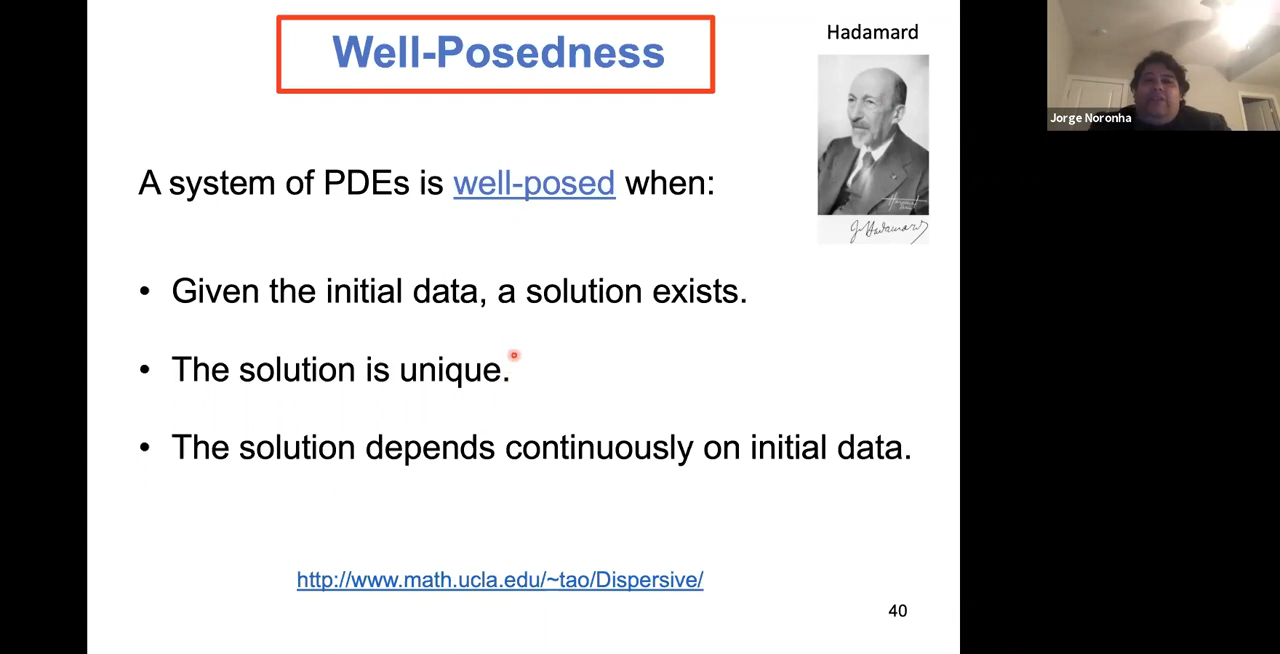 Well-Posedness
Hadamard
Jorge Noronha
A system of PDEs is well-posed when:
J Hadamard
• Given the initial data, a solution exists.
• The solution is unique.
• The solution depends continuously on initial data.
http://www.math.ucla.edu/~tao/Dispersive/
40